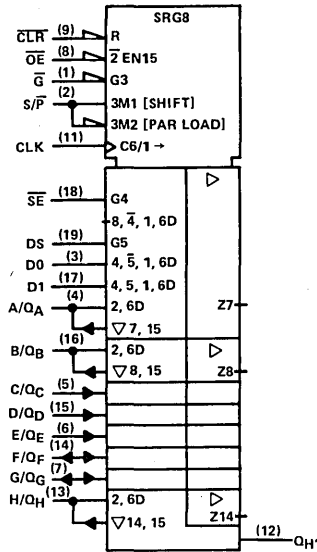 SRG8
CLR (9) R
OE (8) 2 EN15
G (1) G3
S/P (2) 3M1 [SHIFT]
3M2 [PAR LOAD]
CLK (11) C6/1 →
SE (18) G4
8, 4, 1, 6D
DS (19) G5
D0 (3) 4, 5, 1, 6D
D1 (17) 4, 5, 1, 6D
A/QA (4) 2, 6D
Z7
▽ 7, 15
B/QB (16) 2, 6D
▽ 8, 15 Z8
C/QC (5)
D/QD (15)
E/QE (6)
F/QF (14)
G/QG (7)
H/QH (13) 2, 6D
▽ 14, 15 Z14
(12) QH'